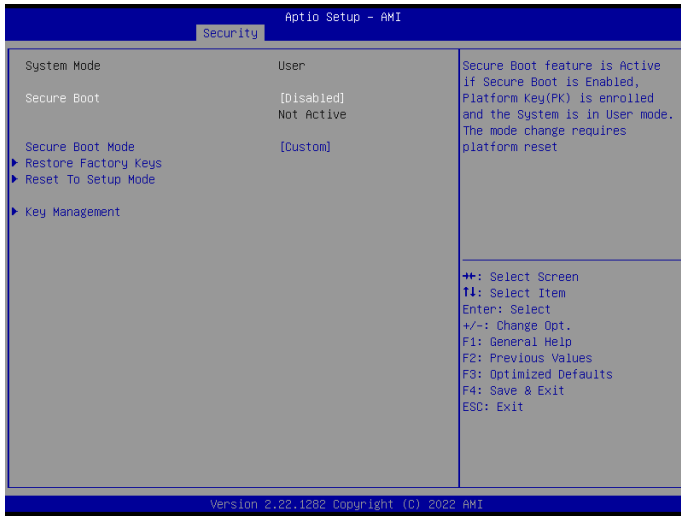 Aptio Setup – AMI
Security
System Mode User
Secure Boot [Disabled]
Not Active
Secure Boot Mode [Custom]
Restore Factory Keys
Reset To Setup Mode
Key Management
Secure Boot feature is Active
if Secure Boot is Enabled,
Platform Key(PK) is enrolled
and the System is in User mode.
The mode change requires
platform reset
→←: Select Screen
↑↓: Select Item
Enter: Select
+/-: Change Opt.
F1: General Help
F2: Previous Values
F3: Optimized Defaults
F4: Save & Exit
ESC: Exit
Version 2.22.1282 Copyright (C) 2022 AMI